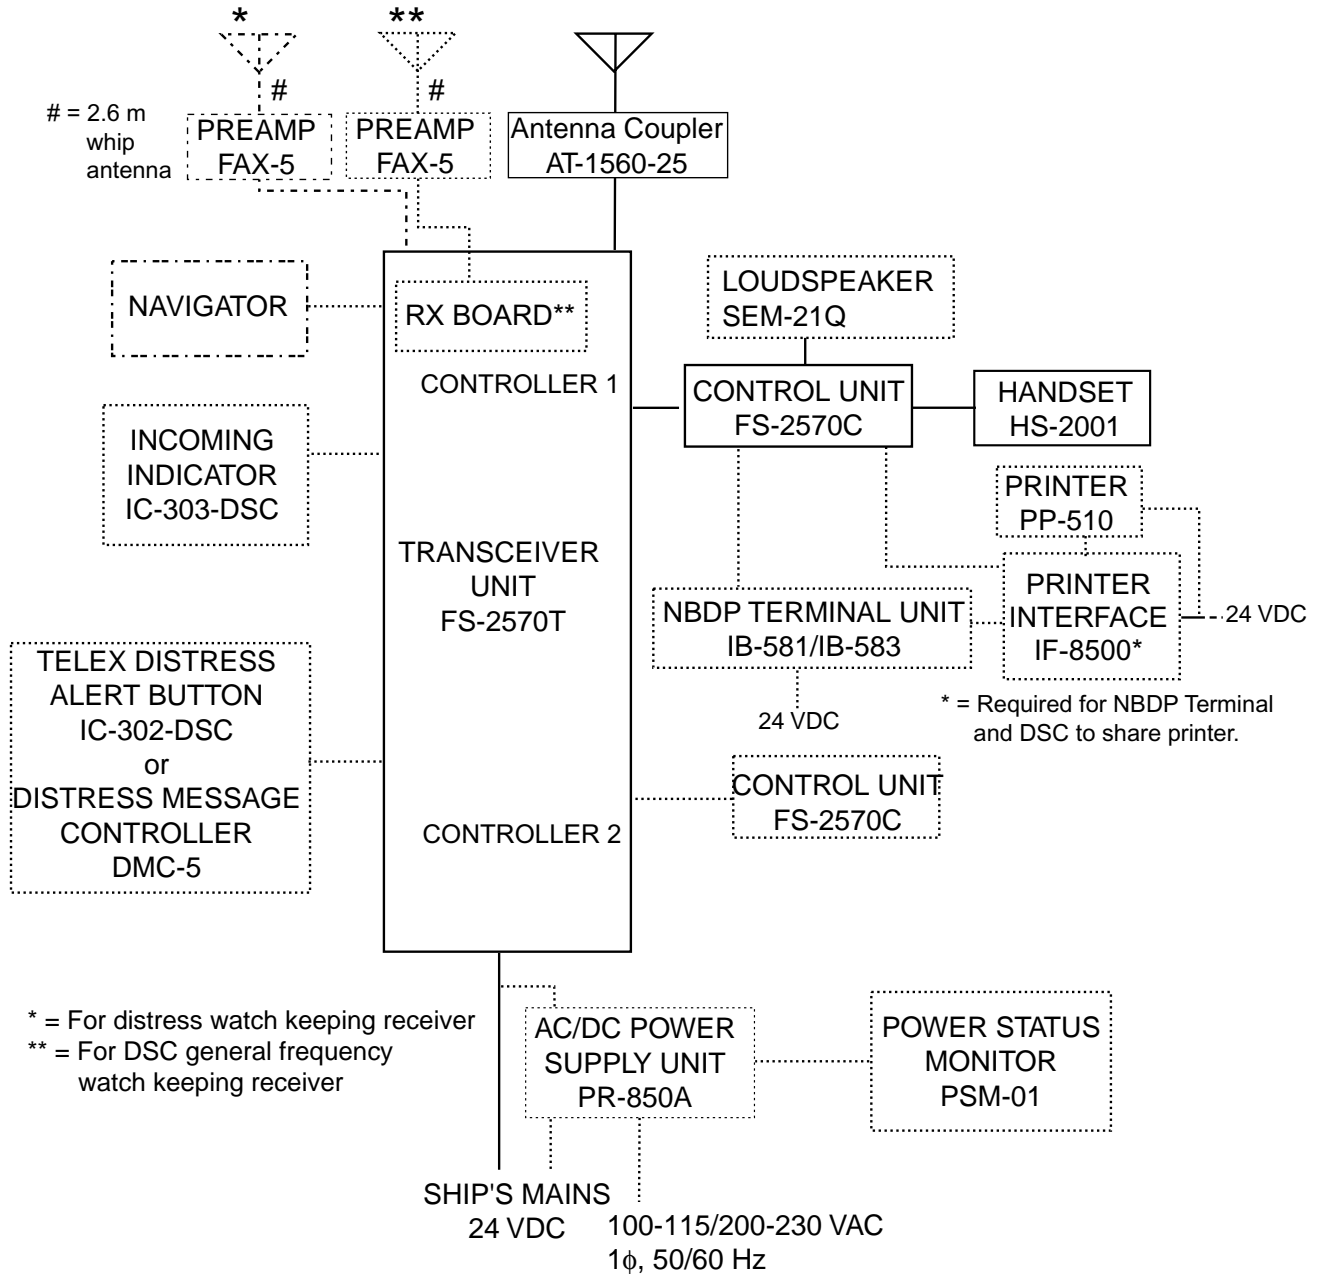 *
**
#
#
# = 2.6 m
whip
antenna
PREAMP
FAX-5
PREAMP
FAX-5
Antenna Coupler
AT-1560-25
NAVIGATOR
RX BOARD**
LOUDSPEAKER
SEM-21Q
CONTROLLER 1
CONTROL UNIT
FS-2570C
HANDSET
HS-2001
INCOMING
INDICATOR
IC-303-DSC
PRINTER
PP-510
TRANSCEIVER
UNIT
FS-2570T
NBDP TERMINAL UNIT
IB-581/IB-583
PRINTER
INTERFACE
IF-8500*
24 VDC
24 VDC
* = Required for NBDP Terminal
and DSC to share printer.
TELEX DISTRESS
ALERT BUTTON
IC-302-DSC
or
DISTRESS MESSAGE
CONTROLLER
DMC-5
CONTROL UNIT
FS-2570C
CONTROLLER 2
* = For distress watch keeping receiver
** = For DSC general frequency
watch keeping receiver
AC/DC POWER
SUPPLY UNIT
PR-850A
POWER STATUS
MONITOR
PSM-01
SHIP'S MAINS
24 VDC
100-115/200-230 VAC
1ϕ, 50/60 Hz